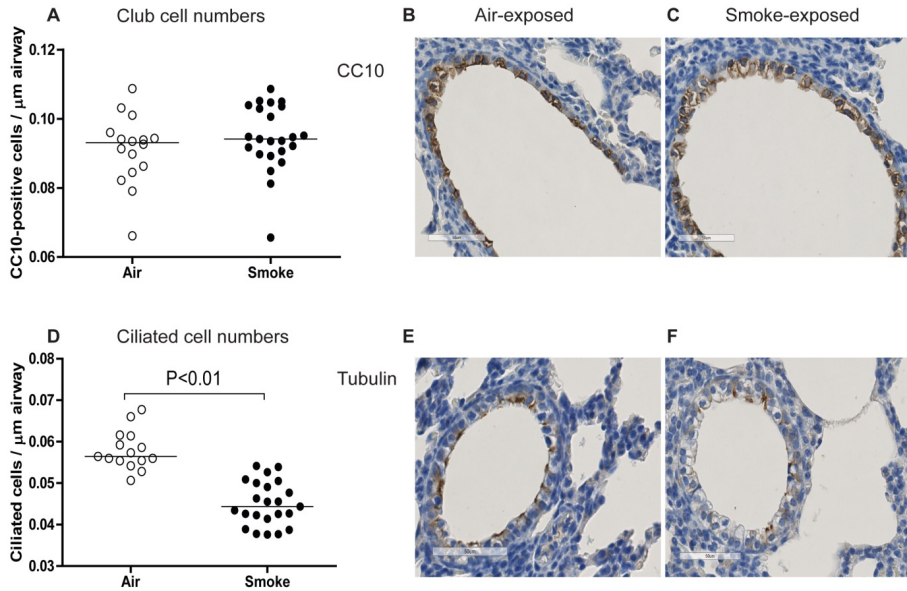 A Club cell numbers
B Air-exposed
C Smoke-exposed
CC10-positive cells / µm airway
0.12
0.10
0.08
0.06
Air Smoke
CC10
D Ciliated cell numbers
E
F
Ciliated cells / µm airway
0.08
0.07
0.06
0.05
0.04
0.03
P<0.01
Air Smoke
Tubulin